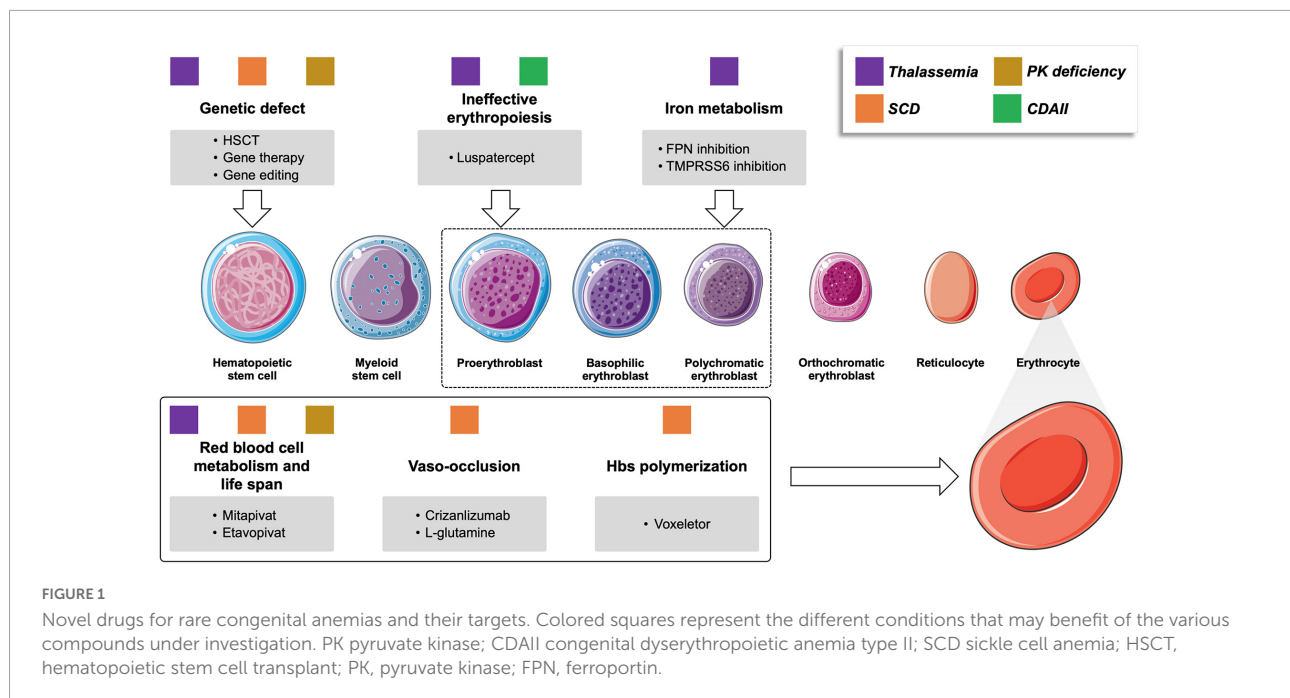 Thalassemia
PK deficiency
SCD
CDAII
Genetic defect
• HSCT
• Gene therapy
• Gene editing
Ineffective
erythropoiesis
• Luspatercept
Iron metabolism
• FPN inhibition
• TMPRSS6 inhibition
Hematopoietic
stem cell
Myeloid
stem cell
Proerythroblast
Basophilic
erythroblast
Polychromatic
erythroblast
Orthochromatic
erythroblast
Reticulocyte
Erythrocyte
Red blood cell
metabolism and
life span
• Mitapivat
• Etavopivat
Vaso-occlusion
• Crizanlizumab
• L-glutamine
Hbs polymerization
• Voxeletor
FIGURE 1
Novel drugs for rare congenital anemias and their targets. Colored squares represent the different conditions that may benefit of the various
compounds under investigation. PK pyruvate kinase; CDAII congenital dyserythropoietic anemia type II; SCD sickle cell anemia; HSCT,
hematopoietic stem cell transplant; PK, pyruvate kinase; FPN, ferroportin.